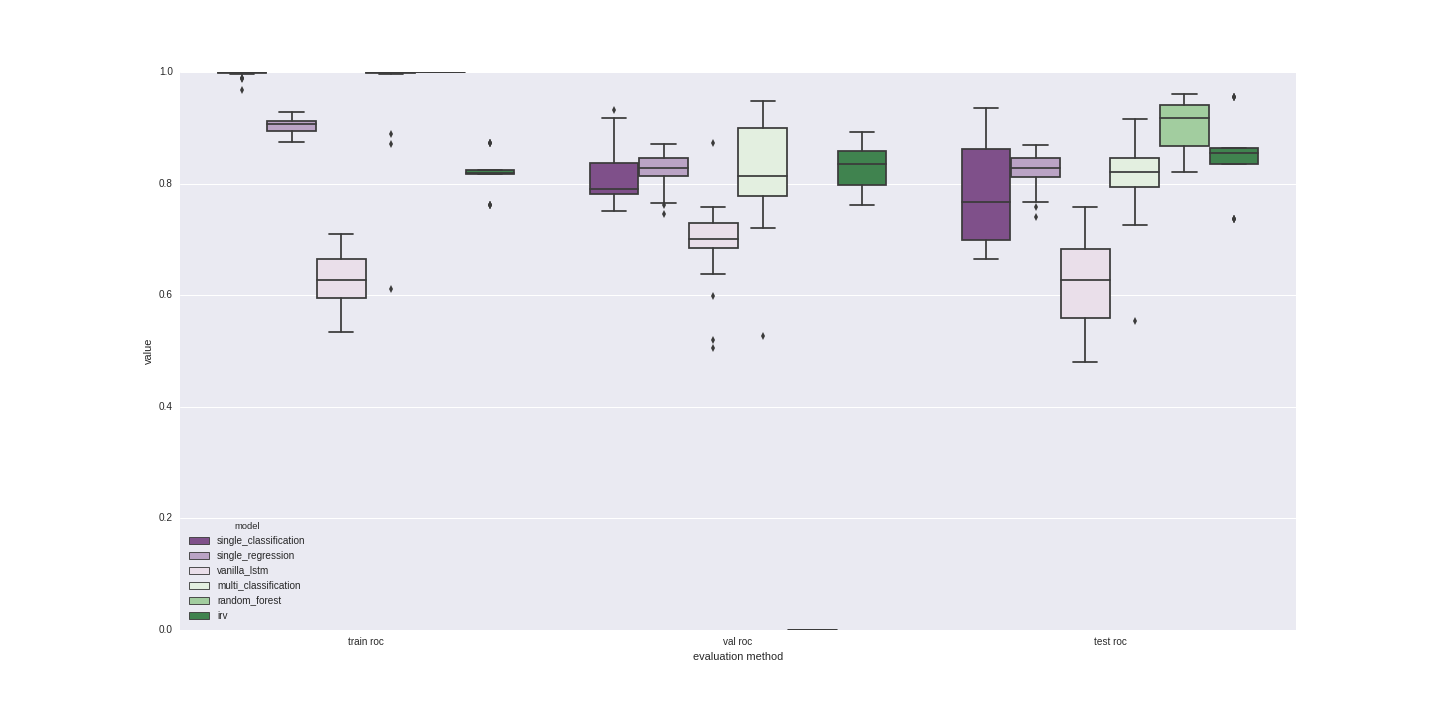 1.0
0.8
0.6
0.4
0.2
0.0
value
model
single_classification
single_regression
vanilla_lstm
multi_classification
random_forest
irv
train roc
val roc
test roc
evaluation method